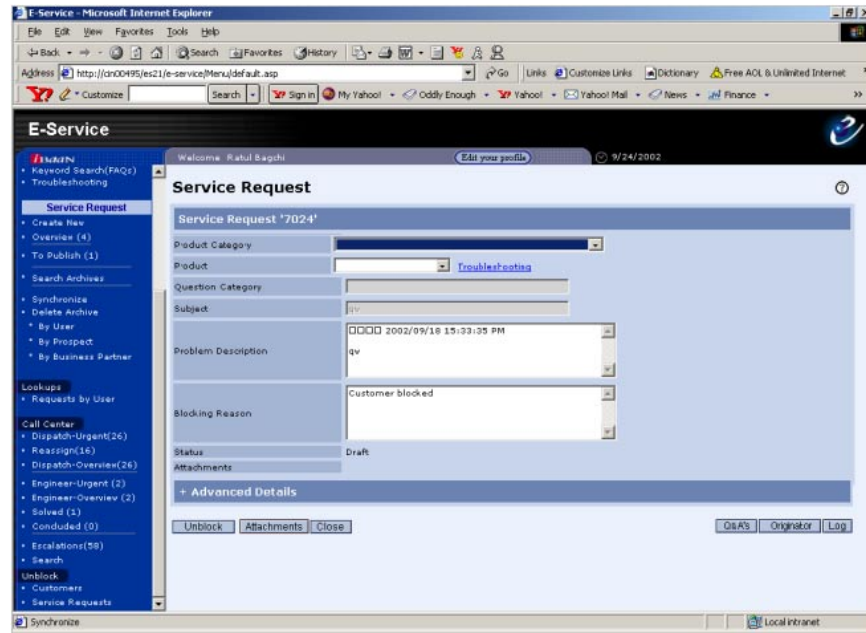 E-Service - Microsoft Internet Explorer
File Edit View Favorites Tools Help
Back Search Favorites History
Address http://cin00495/es21/e-service/Menu/default.asp Go Links Customize Links Dictionary Free AOL & Unlimited Internet
Y? Customize Search Sign in My Yahoo! Oddly Enough Yahoo! Yahoo! Mail News Finance »
E-Service
Welcome Ratul Bagchi Edit your profile 9/24/2002
Keyword Search(FAQs)
Troubleshooting
Service Request
Create New
Overview (4)
To Publish (1)
Search Archives
Synchronize
Delete Archive
By User
By Prospect
By Business Partner
Lookups
Requests by User
Call Center
Dispatch-Urgent(26)
Reassign(16)
Dispatch-Overview(26)
Engineer-Urgent (2)
Engineer-Overview (2)
Solved (1)
Concluded (0)
Escalations(58)
Search
Unblock
Customers
Service Requests
Service Request
Service Request '7024'
Product Category
Product Troubleshooting
Question Category
Subject qv
Problem Description □□□□ 2002/09/18 15:33:35 PM
qv
Blocking Reason Customer blocked
Status Draft
Attachments
+ Advanced Details
Unblock Attachments Close Q&A's Originator Log
Synchronize Local intranet